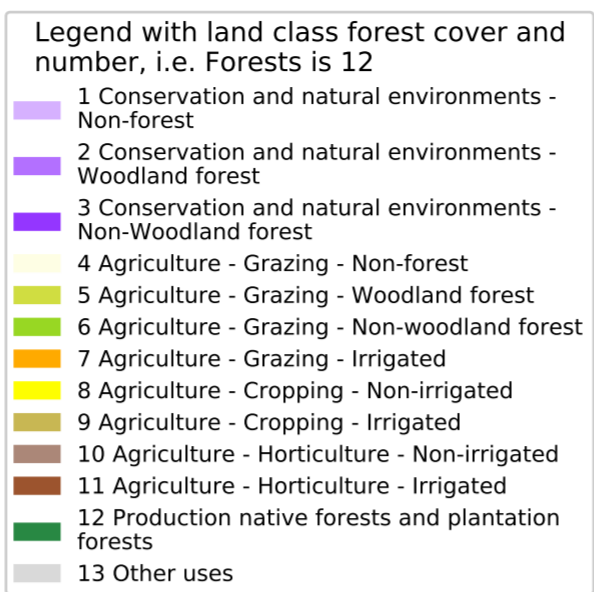 Legend with land class forest cover and
number, i.e. Forests is 12
1 Conservation and natural environments -
Non-forest
2 Conservation and natural environments -
Woodland forest
3 Conservation and natural environments -
Non-Woodland forest
4 Agriculture - Grazing - Non-forest
5 Agriculture - Grazing - Woodland forest
6 Agriculture - Grazing - Non-woodland forest
7 Agriculture - Grazing - Irrigated
8 Agriculture - Cropping - Non-irrigated
9 Agriculture - Cropping - Irrigated
10 Agriculture - Horticulture - Non-irrigated
11 Agriculture - Horticulture - Irrigated
12 Production native forests and plantation
forests
13 Other uses